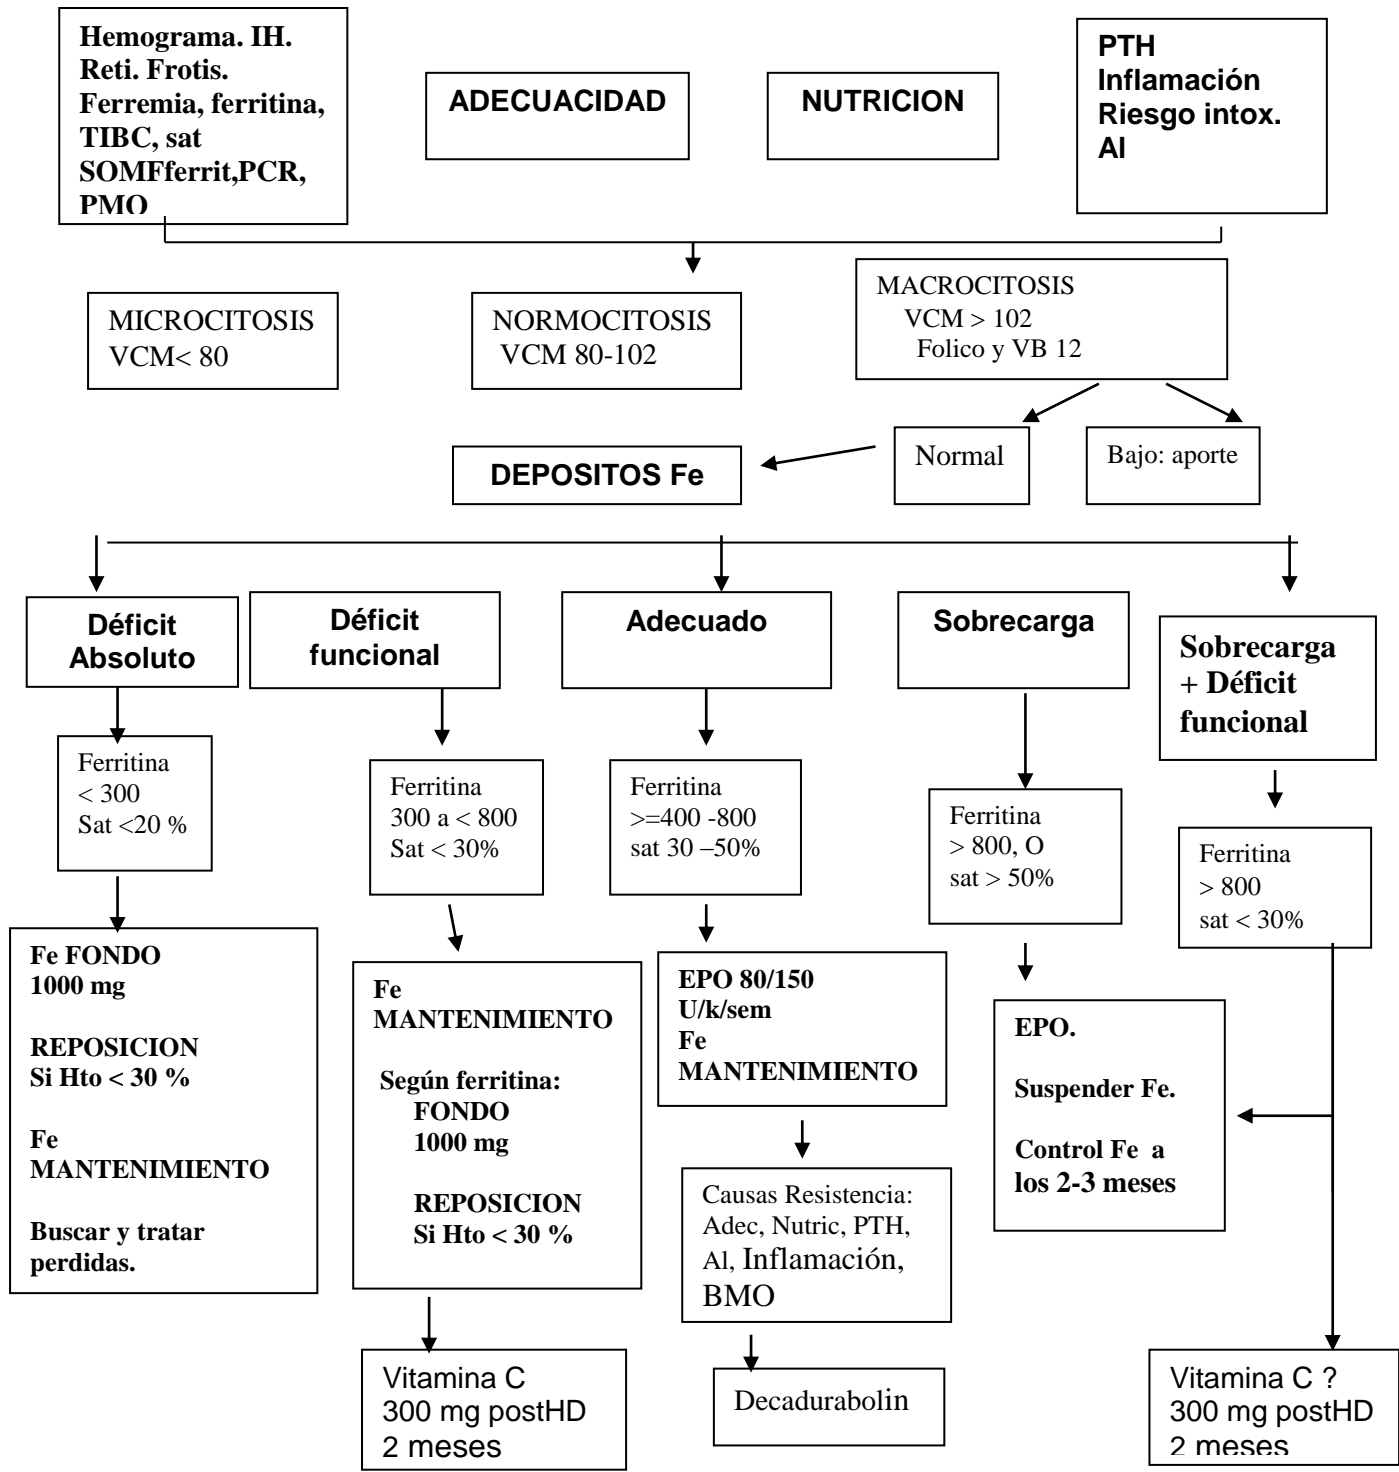 Hemograma. IH.
Reti. Frotis.
Ferremia, ferritina,
TIBC, sat
SOMFferrit,PCR,
PMO
ADECUACIDAD
NUTRICION
PTH
Inflamación
Riesgo intox.
Al
MICROCITOSIS
VCM< 80
NORMOCITOSIS
VCM 80-102
MACROCITOSIS
VCM > 102
Folico y VB 12
Normal
Bajo: aporte
DEPOSITOS Fe
Déficit
Absoluto
Déficit
funcional
Adecuado
Sobrecarga
Sobrecarga
+ Déficit
funcional
Ferritina
< 300
Sat <20 %
Ferritina
300 a < 800
Sat < 30%
Ferritina
>=400 -800
sat 30 –50%
Ferritina
> 800, O
sat > 50%
Ferritina
> 800
sat < 30%
Fe FONDO
1000 mg
REPOSICION
Si Hto < 30 %
Fe
MANTENIMIENTO
Buscar y tratar
perdidas.
Fe
MANTENIMIENTO
Según ferritina:
FONDO
1000 mg
REPOSICION
Si Hto < 30 %
EPO 80/150
U/k/sem
Fe
MANTENIMIENTO
EPO.
Suspender Fe.
Control Fe a
los 2-3 meses
Causas Resistencia:
Adec, Nutric, PTH,
Al, Inflamación,
BMO
Vitamina C
300 mg postHD
2 meses
Decadurabolin
Vitamina C ?
300 mg postHD
2 meses